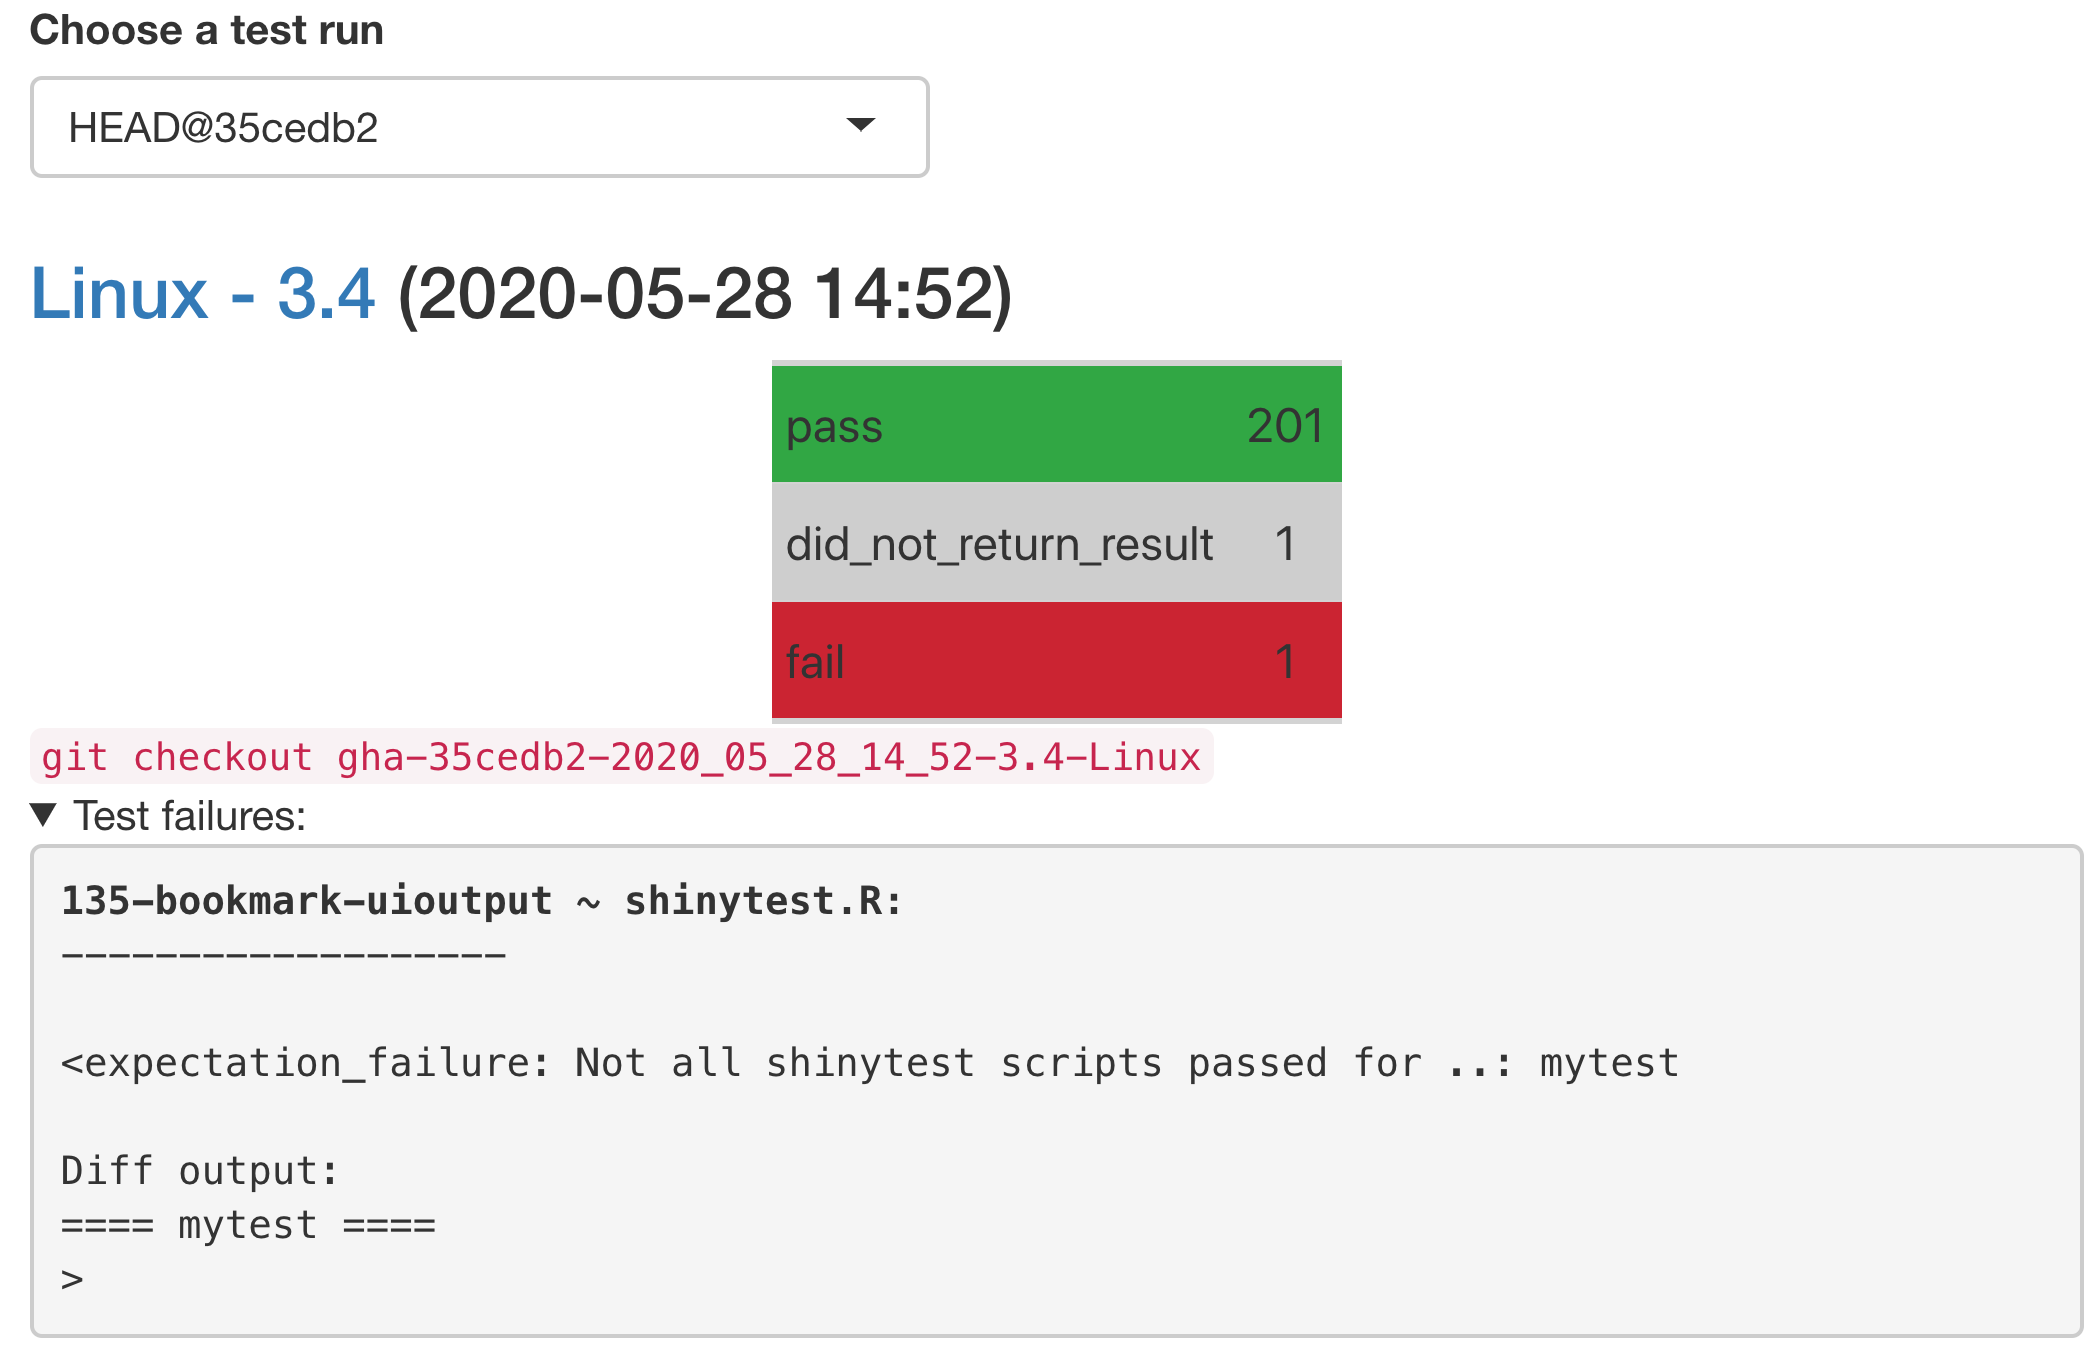 Choose a test run
HEAD@35cedb2
Linux - 3.4 (2020-05-28 14:52)
pass 201
did_not_return_result 1
fail 1
git checkout gha-35cedb2-2020_05_28_14_52-3.4-Linux
▼ Test failures:
135-bookmark-uioutput ~ shinytest.R:
-------------------
<expectation_failure: Not all shinytest scripts passed for ..: mytest
Diff output:
==== mytest ====
>